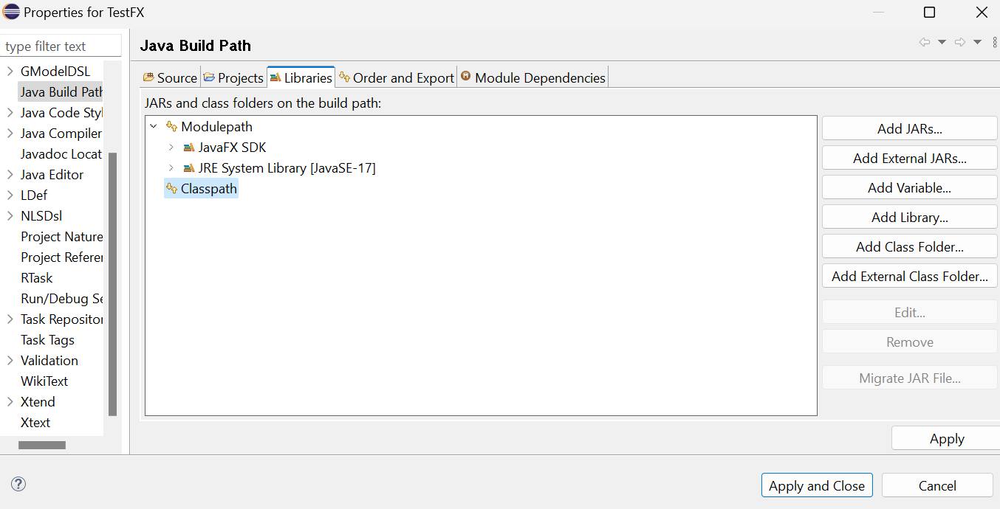 Properties for TestFX
type filter text
GModelDSL
Java Build Path
Java Code Styl
Java Compiler
Javadoc Locat
Java Editor
LDef
NLSDsl
Project Nature
Project Referen
RTask
Run/Debug Se
Task Repositor
Task Tags
Validation
WikiText
Xtend
Xtext
Java Build Path
Source Projects Libraries Order and Export Module Dependencies
JARs and class folders on the build path:
Modulepath
JavaFX SDK
JRE System Library [JavaSE-17]
Classpath
Add JARs...
Add External JARs...
Add Variable...
Add Library...
Add Class Folder...
Add External Class Folder...
Edit...
Remove
Migrate JAR File...
Apply
?
Apply and Close Cancel